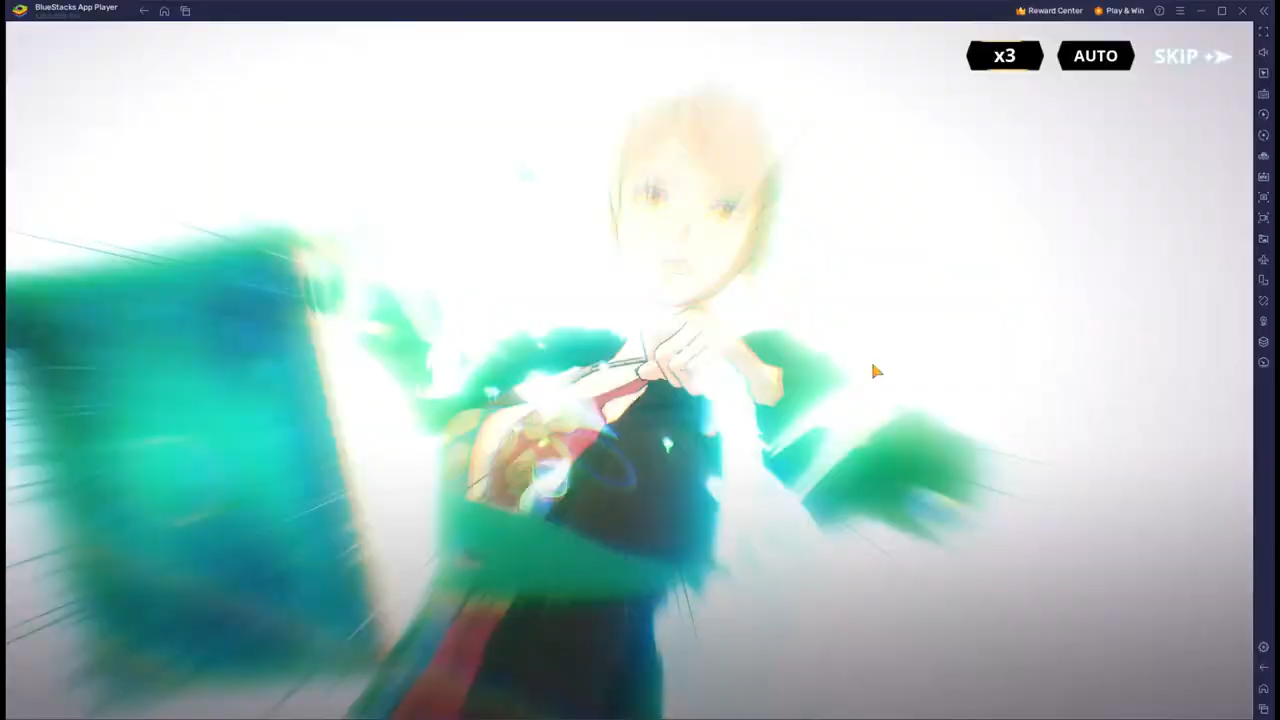 BlueStacks App Player
Reward Center
Play & Win
x3
AUTO
SKIP